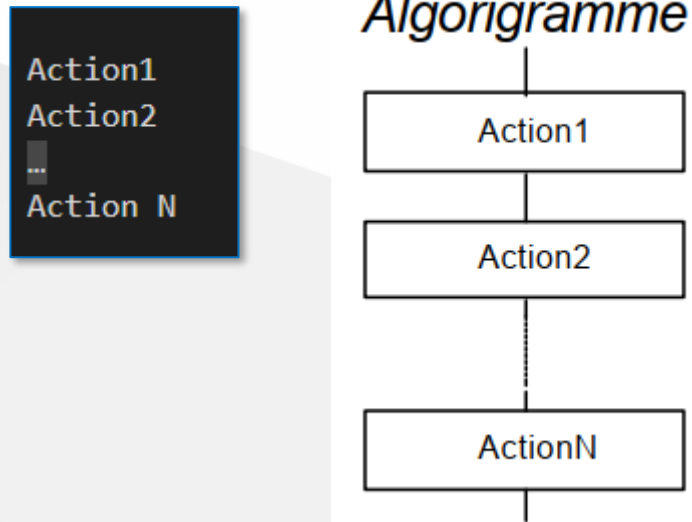 Action1
Action2
…
Action N
Algorigramme
Action1
Action2
ActionN